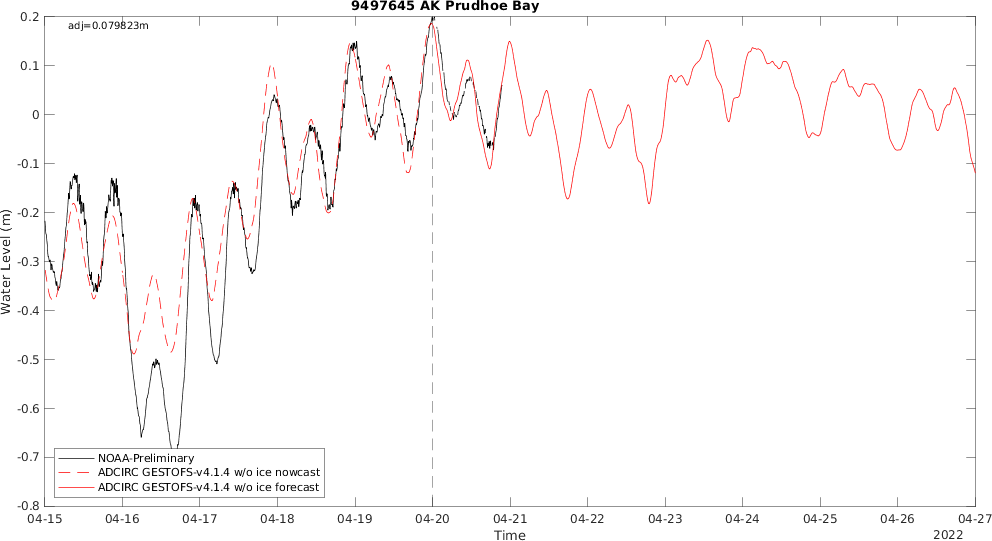 9497645 AK Prudhoe Bay
adj=0.079823m
0.2
0.1
0
-0.1
-0.2
-0.3
-0.4
-0.5
-0.6
-0.7
-0.8
Water Level (m)
NOAA-Preliminary
ADCIRC GESTOFS-v4.1.4 w/o ice nowcast
ADCIRC GESTOFS-v4.1.4 w/o ice forecast
04-15 04-16 04-17 04-18 04-19 04-20 04-21 04-22 04-23 04-24 04-25 04-26 04-27
Time
2022